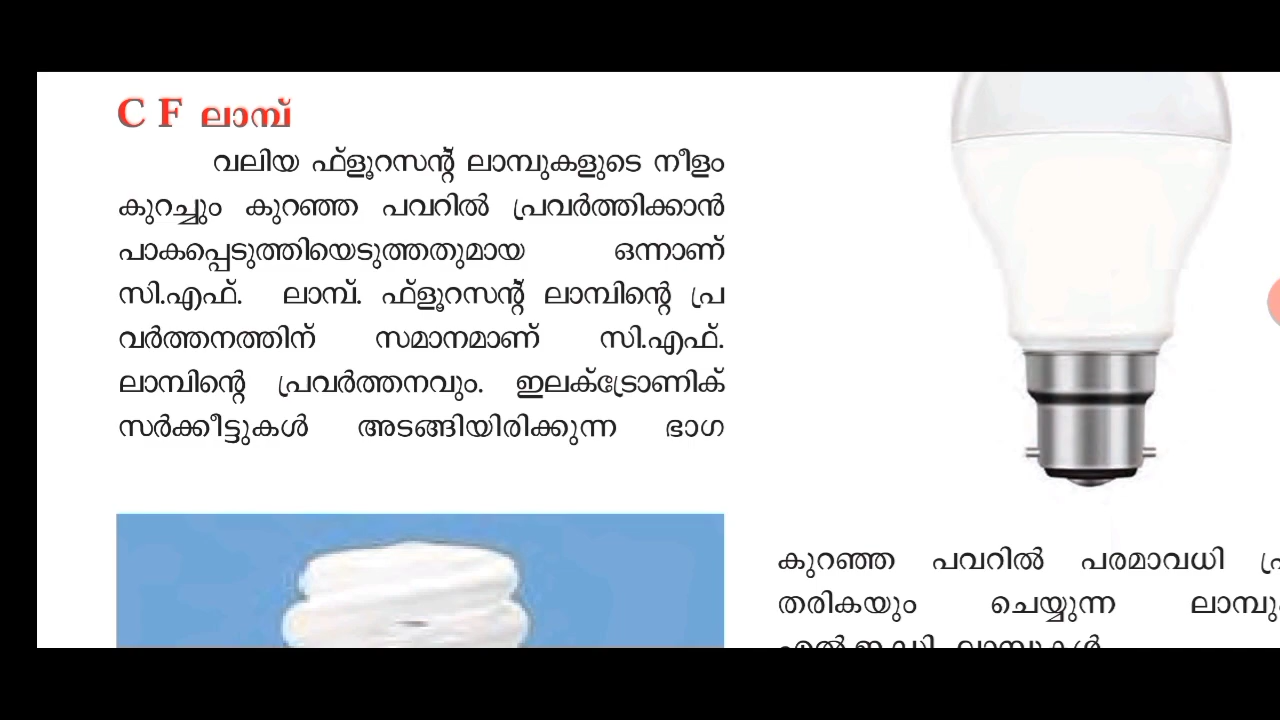 C F ലാമ്പ്
വലിയ ഫ്ളൂറസന്റ് ലാമ്പുകളുടെ നീളം
കുറച്ചും കുറഞ്ഞ പവറിൽ പ്രവർത്തിക്കാൻ
പാകപ്പെടുത്തിയെടുത്തതുമായ ഒന്നാണ്
സി.എഫ്. ലാമ്പ്. ഫ്ളൂറസന്റ് ലാമ്പിന്റെ പ്ര
വർത്തനത്തിന് സമാനമാണ് സി.എഫ്.
ലാമ്പിന്റെ പ്രവർത്തനവും. ഇലക്ട്രോണിക്
സർക്കീട്ടുകൾ അടങ്ങിയിരിക്കുന്ന ഭാഗ
കുറഞ്ഞ പവറിൽ പരമാവധി
തരികയും ചെയ്യുന്ന